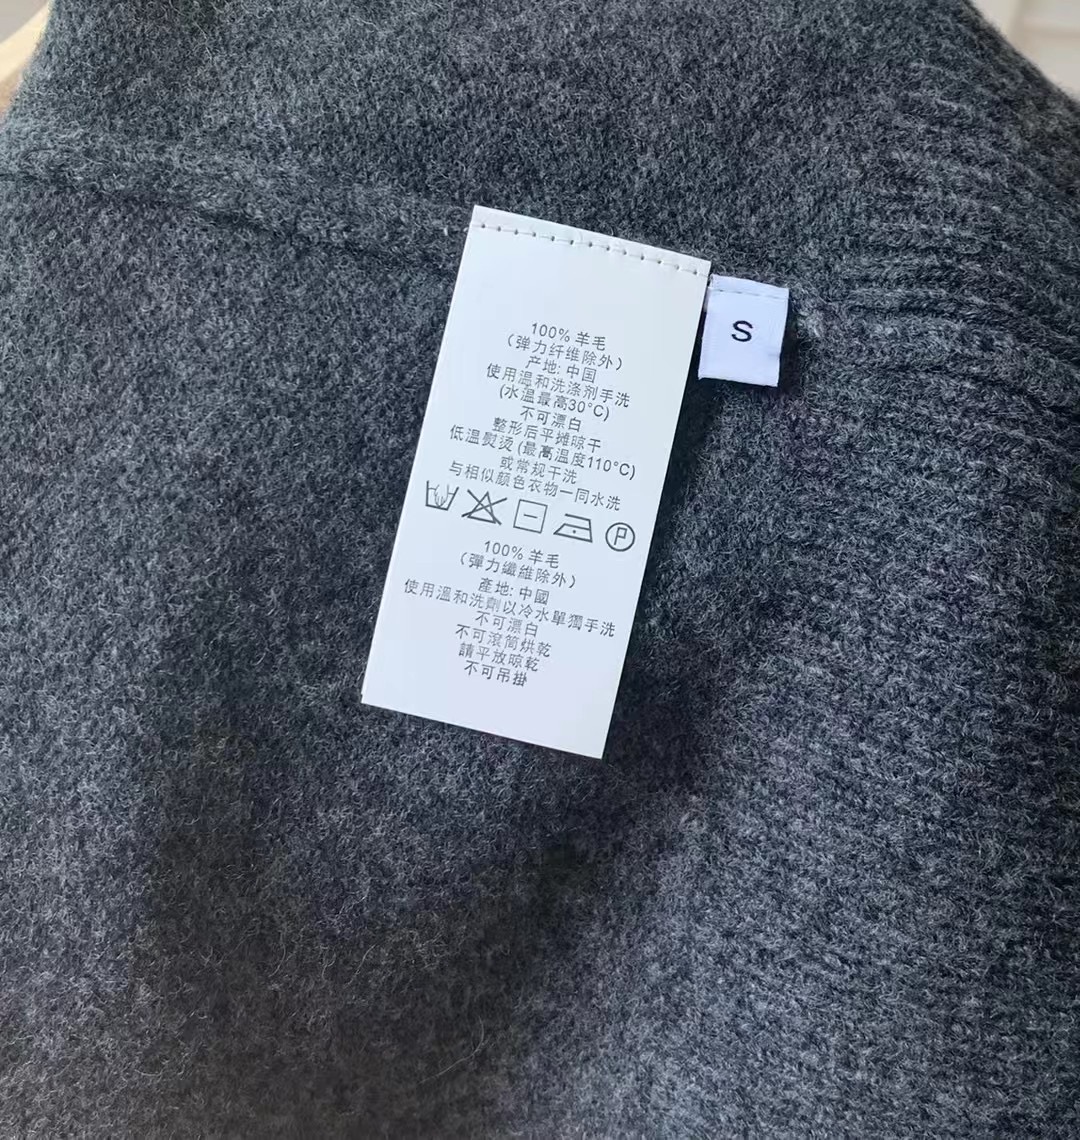 100% 羊毛
（弹力纤维除外）
产地: 中国
使用温和洗涤剂手洗
(水温最高30°C)
不可漂白
整形后平摊晾干
低温熨烫 (最高温度110°C)
或常规干洗
与相似颜色衣物一同水洗
P
100% 羊毛
（彈力纖維除外）
產地: 中國
使用溫和洗劑以冷水單獨手洗
不可漂白
不可滾筒烘乾
請平放晾乾
不可吊掛
S